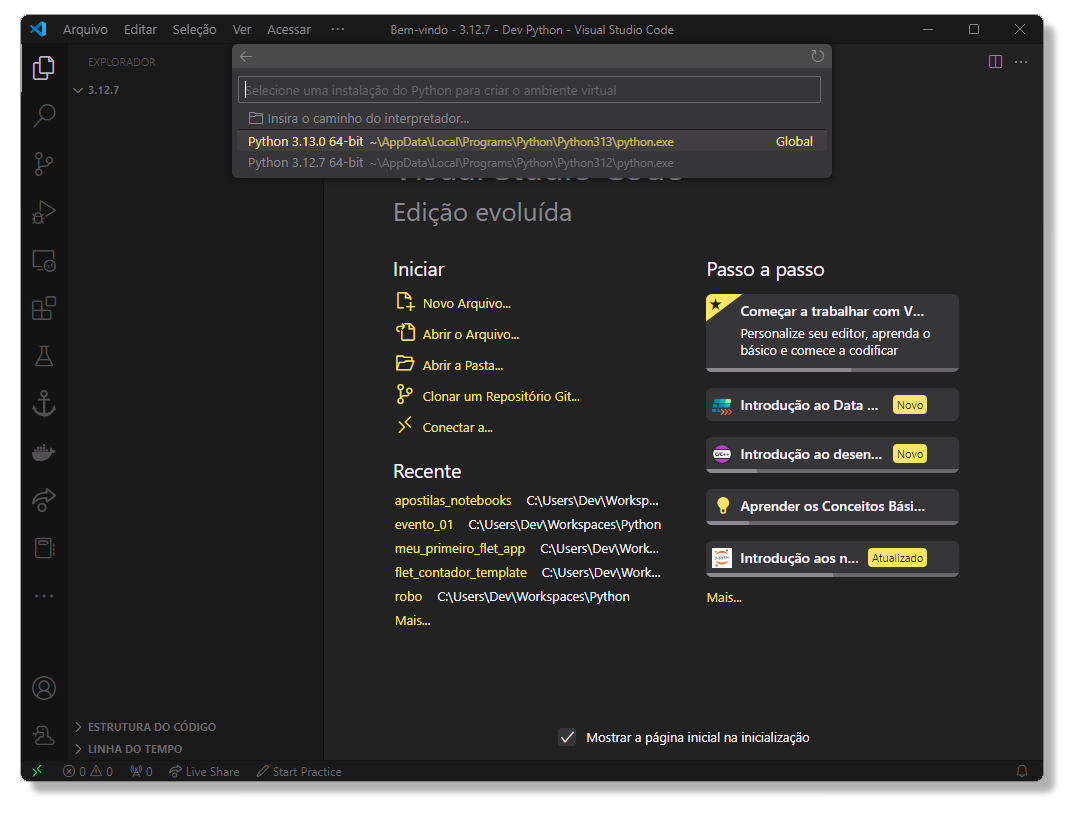 Arquivo Editar Seleção Ver Acessar ··· Bem-vindo - 3.12.7 - Dev Python - Visual Studio Code
EXPLORADOR
3.12.7
Selecione uma instalação do Python para criar o ambiente virtual
Insira o caminho do interpretador...
Python 3.13.0 64-bit ~\AppData\Local\Programs\Python\Python313\python.exe Global
Python 3.12.7 64-bit ~\AppData\Local\Programs\Python\Python312\python.exe
Visual Studio Code
Edição evoluída
Iniciar
Novo Arquivo...
Abrir o Arquivo...
Abrir a Pasta...
Clonar um Repositório Git...
Conectar a...
Recente
apostilas_notebooks C:\Users\Dev\Worksp...
evento_01 C:\Users\Dev\Workspaces\Python
meu_primeiro_flet_app C:\Users\Dev\Work...
flet_contador_template C:\Users\Dev\Work...
robo C:\Users\Dev\Workspaces\Python
Mais...
Passo a passo
Começar a trabalhar com V...
Personalize seu editor, aprenda o
básico e comece a codificar
Introdução ao Data ... Novo
C/C++ Introdução ao desen... Novo
Aprender os Conceitos Bási...
jupyter Introdução aos n... Atualizado
Mais...
Mostrar a página inicial na inicialização
ESTRUTURA DO CÓDIGO
LINHA DO TEMPO
0 0 0 Live Share Start Practice